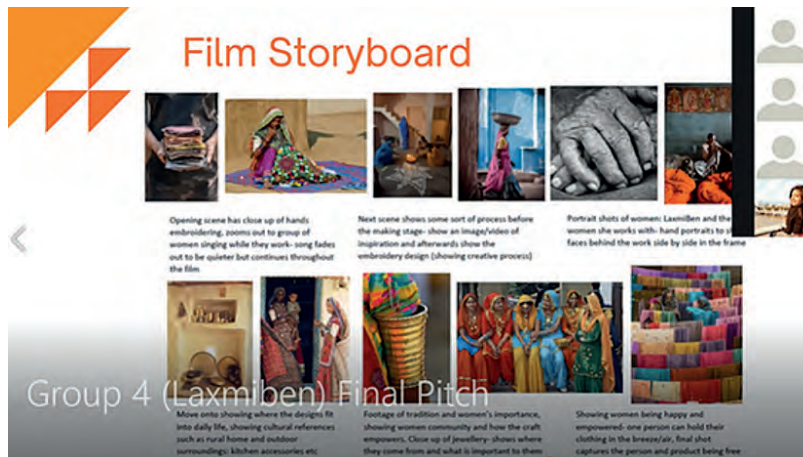 Film Storyboard
Opening scene has close up of hands
embroidering, zooms out to group of
women singing while they work- song fades
out to be quieter but continues throughout
the film
Next scene shows some sort of process before
the making stage- show an image/video of
inspiration and afterwards show the
embroidery design (showing creative process)
Portrait shots of women: LaxmiBen and the
women she works with- hand portraits to
faces behind the work side by side in the frame
Group 4 (Laxmiben) Final Pitch
Move onto showing where the designs fit
into daily life, showing cultural references
such as rural home and outdoor
surroundings: kitchen accessories etc
Footage of tradition and women's importance,
showing women community and how the craft
empowers. Close up of jewellery- shows where
they come from and what is important to them
Showing women being happy and
empowered- one person can hold their
clothing in the breeze/air, final shot
captures the person and product being free